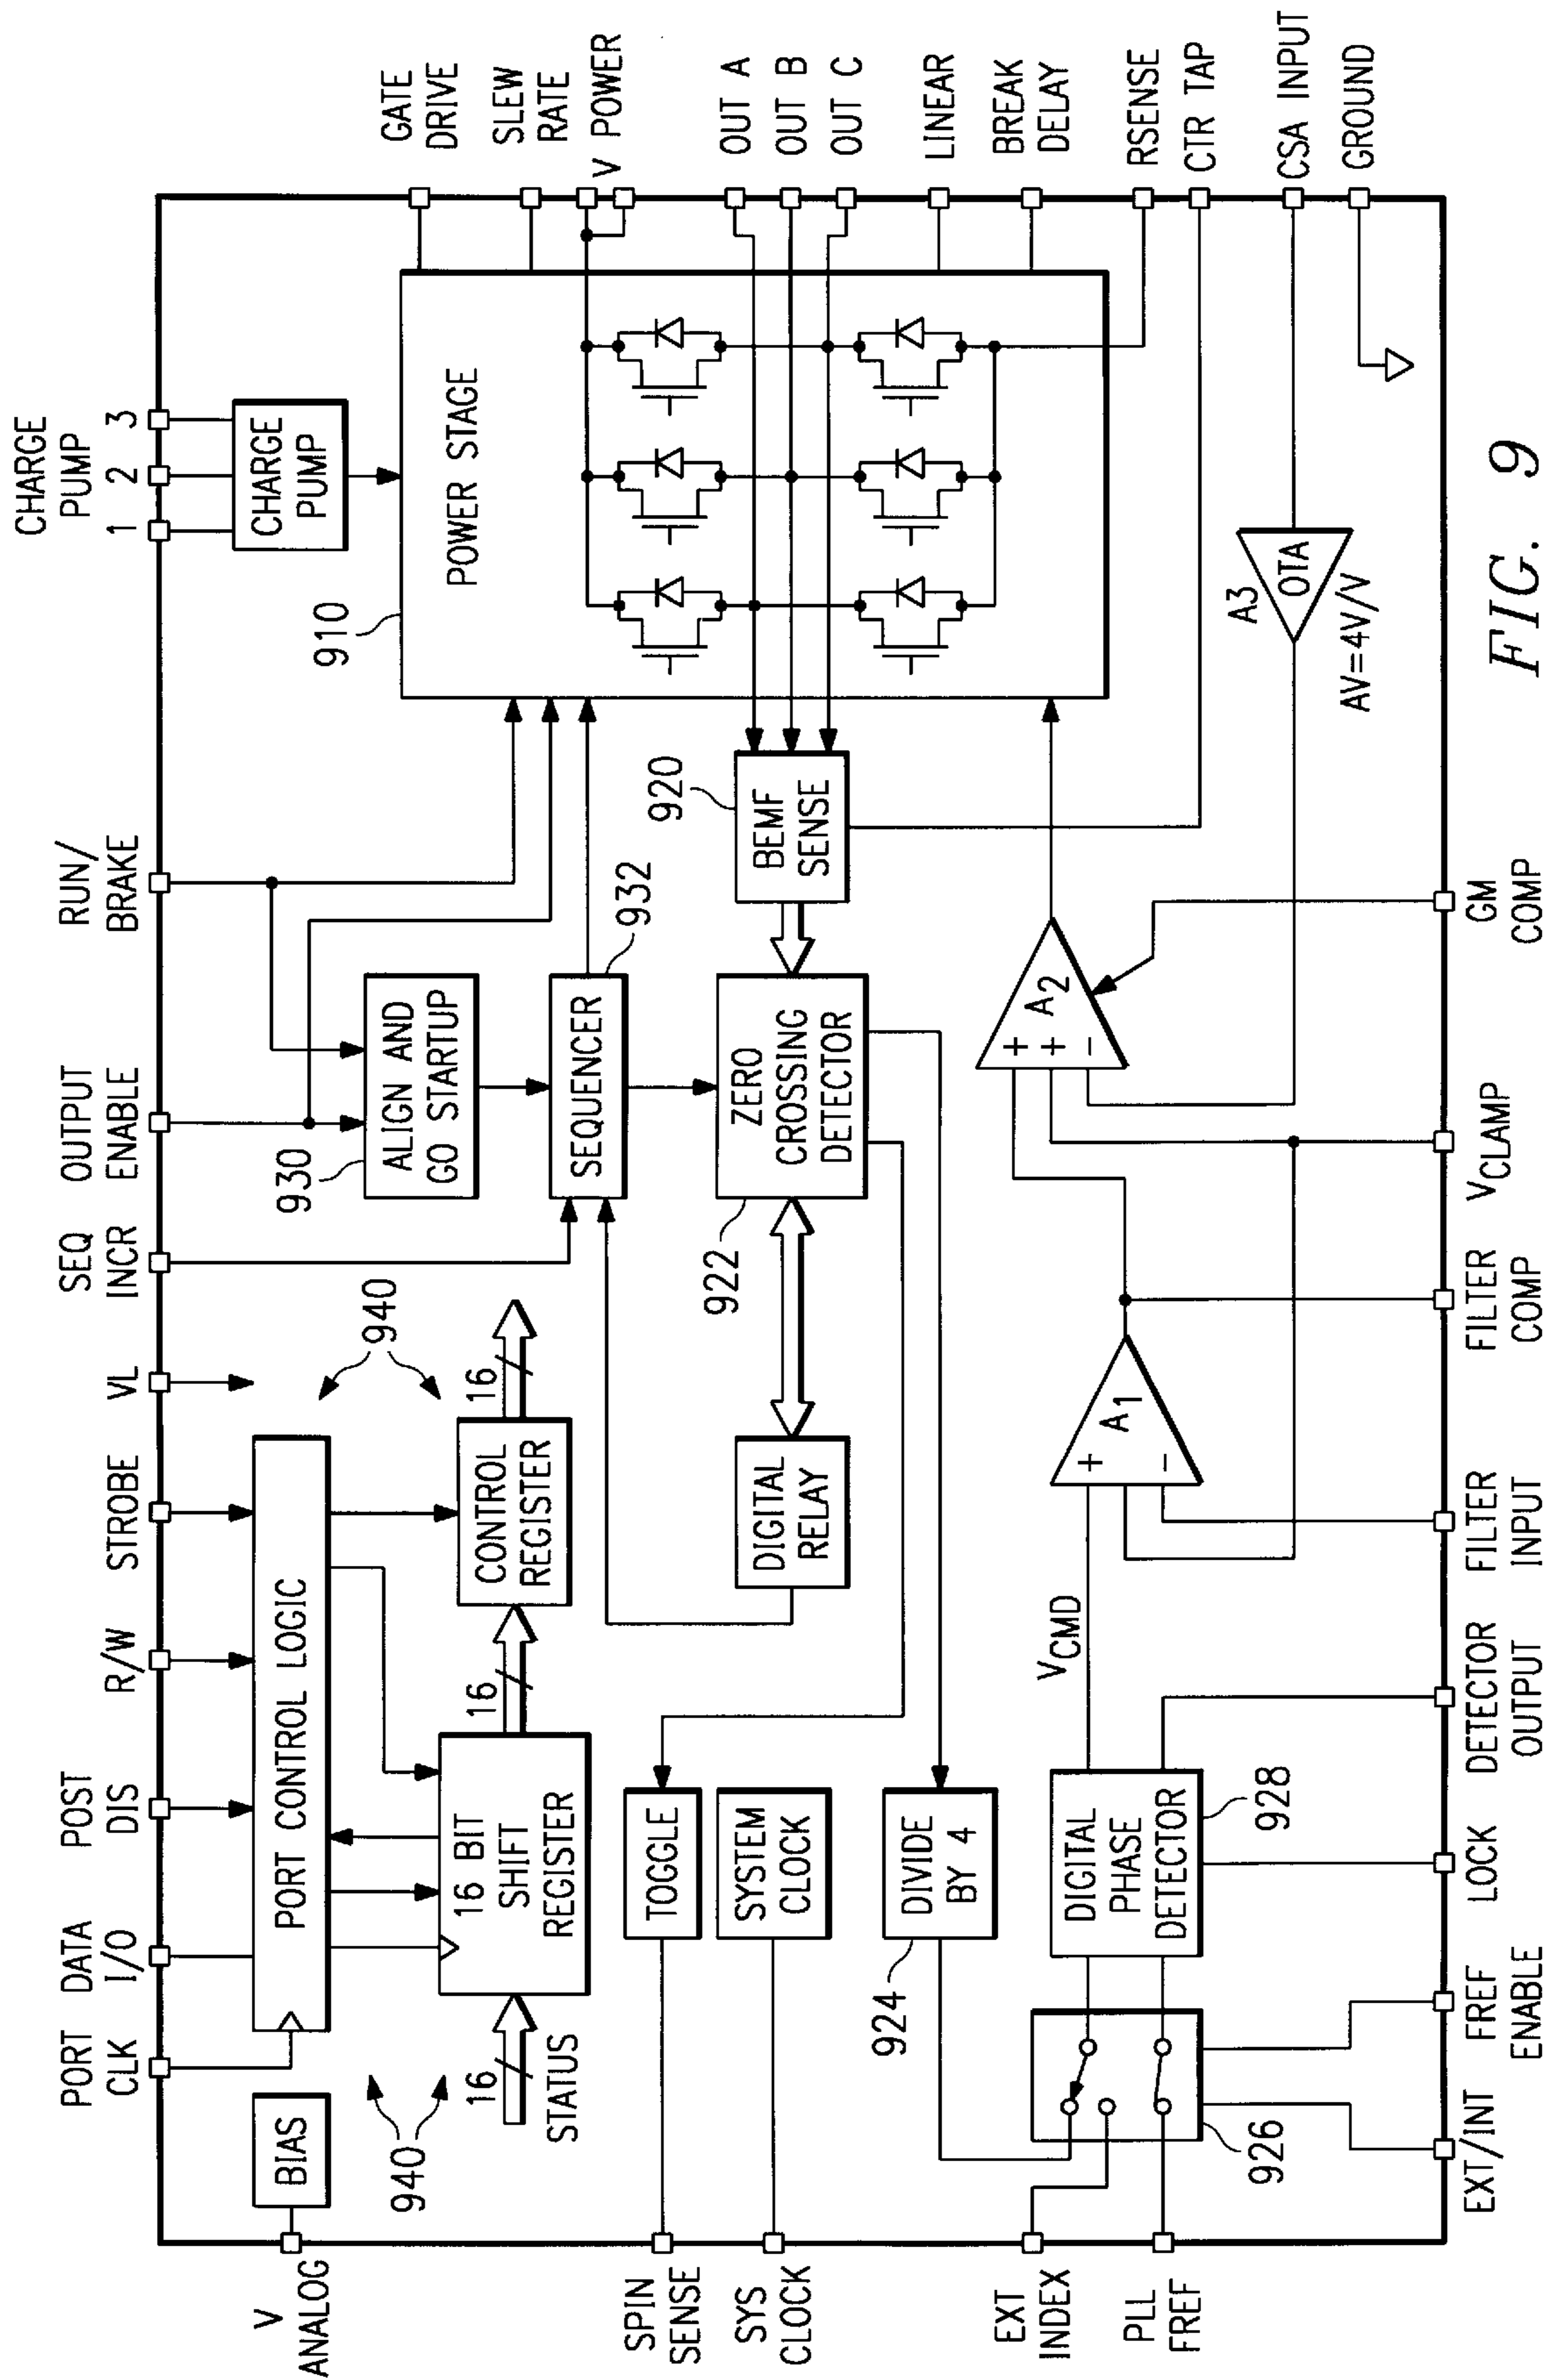 CHARGE
PUMP
1 2 3
RUN/
BRAKE
OUTPUT
ENABLE
SEQ
INCR
VL
STROBE
R/W
POST
DIS
DATA
I/O
PORT
CLK
V
ANALOG
BIAS
PORT CONTROL LOGIC
940
16
STATUS
16 BIT
SHIFT
REGISTER
16
CONTROL
REGISTER
16
940
930
ALIGN AND
GO STARTUP
SEQUENCER
932
CHARGE
PUMP
910
POWER STAGE
GATE
DRIVE
SLEW
RATE
V POWER
OUT A
OUT B
OUT C
LINEAR
BREAK
DELAY
RSENSE
CTR TAP
CSA INPUT
GROUND
SPIN
SENSE
TOGGLE
SYS
CLOCK
SYSTEM
CLOCK
DIGITAL
RELAY
922
ZERO
CROSSING
DETECTOR
920
BEMF
SENSE
924
DIVIDE
BY 4
EXT
INDEX
PLL
FREF
926
DIGITAL
PHASE
DETECTOR
928
VCMD
+
A1
−
+
+
−
A2
A3
OTA
AV=4V/V
EXT/INT
FREF
ENABLE
LOCK
DETECTOR
OUTPUT
FILTER
INPUT
FILTER
COMP
VCLAMP
GM
COMP
FIG. 9